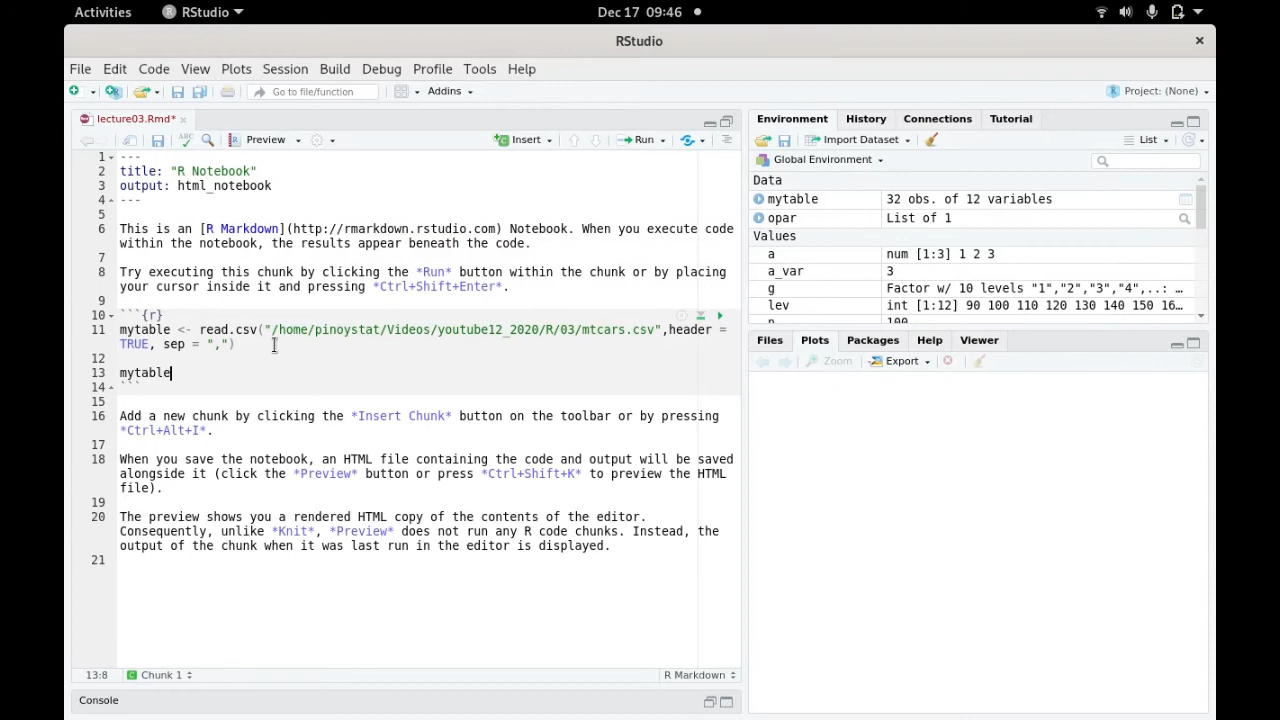 Activities RStudio Dec 17 09:46
RStudio
File Edit Code View Plots Session Build Debug Profile Tools Help
Go to file/function Addins Project: (None)
lecture03.Rmd*
ABC Preview Insert Run
1 ---
2 title: "R Notebook"
3 output: html_notebook
4 ---
5
6 This is an [R Markdown](http://rmarkdown.rstudio.com) Notebook. When you execute code
within the notebook, the results appear beneath the code.
7
8 Try executing this chunk by clicking the *Run* button within the chunk or by placing
your cursor inside it and pressing *Ctrl+Shift+Enter*.
9
10 ```{r}
11 mytable <- read.csv("/home/pinoystat/Videos/youtube12_2020/R/03/mtcars.csv",header =
TRUE, sep = ",")
12
13 mytable
14 ```
15
16 Add a new chunk by clicking the *Insert Chunk* button on the toolbar or by pressing
*Ctrl+Alt+I*.
17
18 When you save the notebook, an HTML file containing the code and output will be saved
alongside it (click the *Preview* button or press *Ctrl+Shift+K* to preview the HTML
file).
19
20 The preview shows you a rendered HTML copy of the contents of the editor.
Consequently, unlike *Knit*, *Preview* does not run any R code chunks. Instead, the
output of the chunk when it was last run in the editor is displayed.
21
13:8 Chunk 1 R Markdown
Console
Environment History Connections Tutorial
Import Dataset List
Global Environment
Data
mytable 32 obs. of 12 variables
opar List of 1
Values
a num [1:3] 1 2 3
a_var 3
g Factor w/ 10 levels "1","2","3","4",..: …
lev int [1:12] 90 100 110 120 130 140 150 16…
n 100
Files Plots Packages Help Viewer
Zoom Export